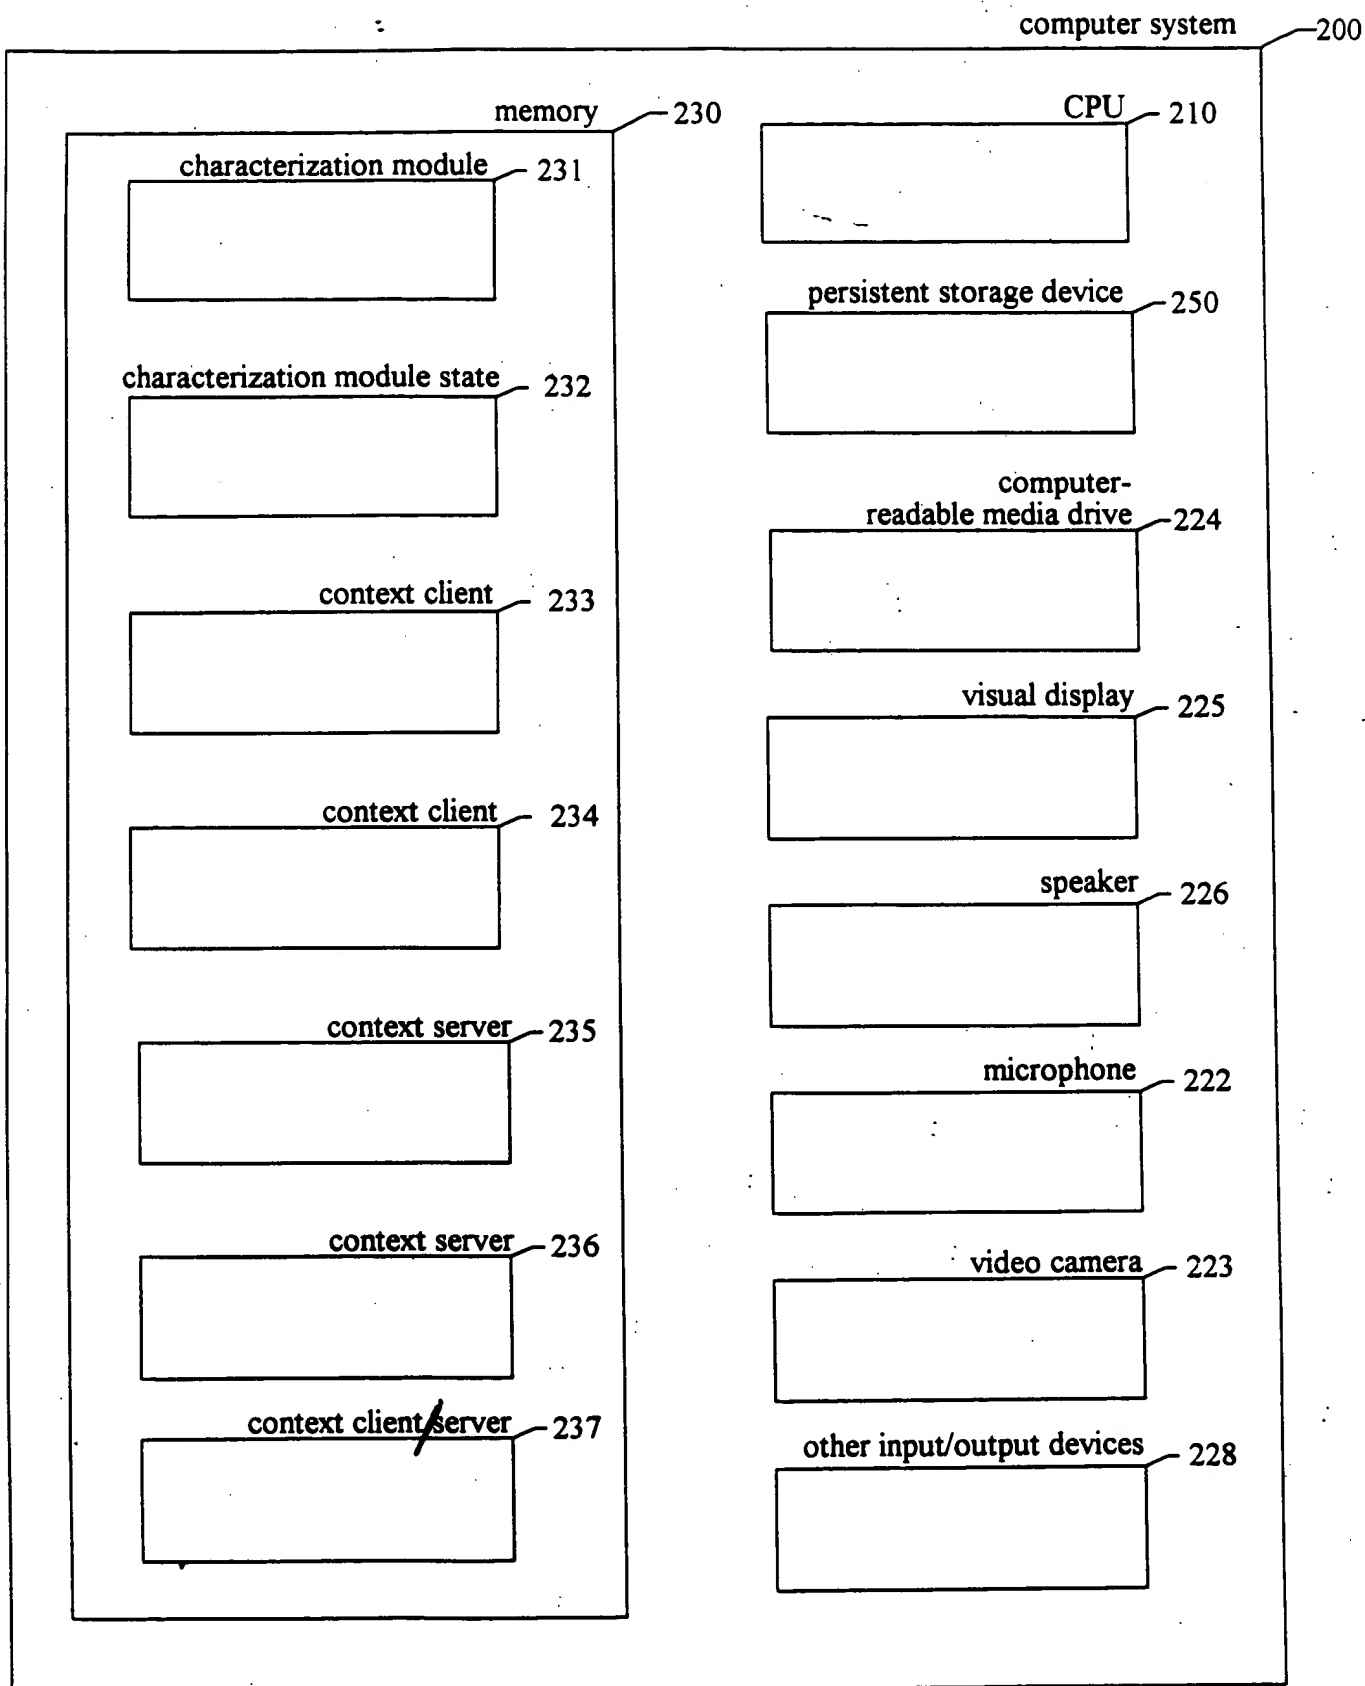 computer system 200
memory 230
characterization module 231
characterization module state 232
context client 233
context client 234
context server 235
context server 236
context client/server 237
CPU 210
persistent storage device 250
computer-
readable media drive 224
visual display 225
speaker 226
microphone 222
video camera 223
other input/output devices 228